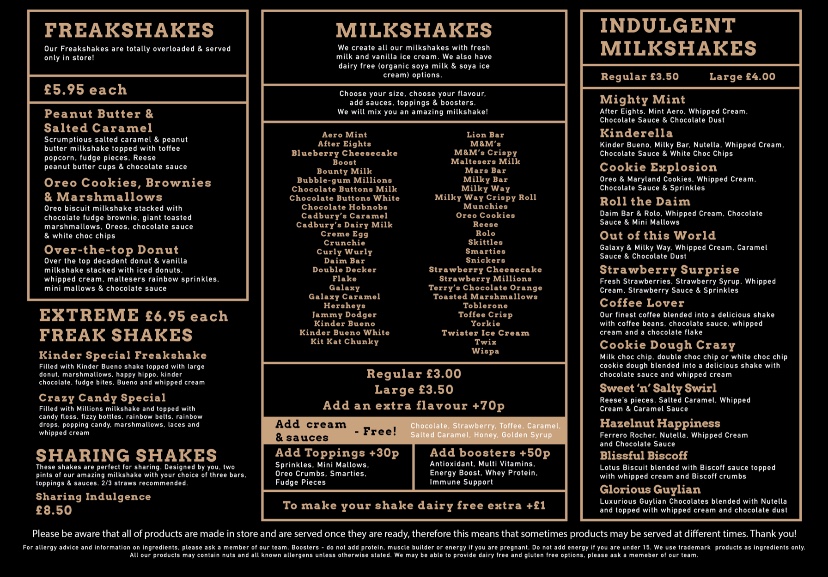 FREAKSHAKES
Our Freakshakes are totally overloaded & served
only in store!
£5.95 each
Peanut Butter &
Salted Caramel
Scrumptious salted caramel & peanut
butter milkshake topped with toffee
popcorn, fudge pieces, Reese
peanut butter cups & chocolate sauce
Oreo Cookies, Brownies
& Marshmallows
Oreo biscuit milkshake stacked with
chocolate fudge brownie, giant toasted
marshmallows, Oreos, chocolate sauce
& white choc chips
Over-the-top Donut
Over the top decadent donut & vanilla
milkshake stacked with iced donuts,
whipped cream, maltesers rainbow sprinkles,
mini mallows & chocolate sauce
EXTREME £6.95 each
FREAK SHAKES
Kinder Special Freakshake
Filled with Kinder Bueno shake topped with large
donut, marshmallows, happy hippo, kinder
chocolate, fudge bites, Bueno and whipped cream
Crazy Candy Special
Filled with Millions milkshake and topped with
candy floss, fizzy bottles, rainbow belts, rainbow
drops, popping candy, marshmallows, laces and
whipped cream
SHARING SHAKES
These shakes are perfect for sharing. Designed by you, two
pints of our amazing milkshake with your choice of three bars,
toppings & sauces. 2/3 straws recommended.
Sharing Indulgence
£8.50
MILKSHAKES
We create all our milkshakes with fresh
milk and vanilla ice cream. We also have
dairy free (organic soya milk & soya ice
cream) options.
Choose your size, choose your flavour,
add sauces, toppings & boosters.
We will mix you an amazing milkshake!
Aero Mint
After Eights
Blueberry Cheesecake
Boost
Bounty Milk
Bubble-gum Millions
Chocolate Buttons Milk
Chocolate Buttons White
Chocolate Hobnobs
Cadbury's Caramel
Cadbury's Dairy Milk
Creme Egg
Crunchie
Curly Wurly
Daim Bar
Double Decker
Flake
Galaxy
Galaxy Caramel
Hersheys
Jammy Dodger
Kinder Bueno
Kinder Bueno White
Kit Kat Chunky
Lion Bar
M&M's
M&M's Crispy
Maltesers Milk
Mars Bar
Milky Bar
Milky Way
Milky Way Crispy Roll
Munchies
Oreo Cookies
Reese
Rolo
Skittles
Smarties
Snickers
Strawberry Cheesecake
Strawberry Millions
Terry's Chocolate Orange
Toasted Marshmallows
Toblerone
Toffee Crisp
Yorkie
Twister Ice Cream
Twix
Wispa
Regular £3.00
Large £3.50
Add an extra flavour +70p
Add cream
& sauces - Free!
Chocolate, Strawberry, Toffee, Caramel,
Salted Caramel, Honey, Golden Syrup
Add Toppings +30p
Sprinkles, Mini Mallows,
Oreo Crumbs, Smarties,
Fudge Pieces
Add boosters +50p
Antioxidant, Multi Vitamins,
Energy Boost, Whey Protein,
Immune Support
To make your shake dairy free extra +£1
INDULGENT
MILKSHAKES
Regular £3.50 Large £4.00
Mighty Mint
After Eights, Mint Aero, Whipped Cream,
Chocolate Sauce & Chocolate Dust
Kinderella
Kinder Bueno, Milky Bar, Nutella, Whipped Cream,
Chocolate Sauce & White Choc Chips
Cookie Explosion
Oreo & Maryland Cookies, Whipped Cream,
Chocolate Sauce & Sprinkles
Roll the Daim
Daim Bar & Rolo, Whipped Cream, Chocolate
Sauce & Mini Mallows
Out of this World
Galaxy & Milky Way, Whipped Cream, Caramel
Sauce & Chocolate Dust
Strawberry Surprise
Fresh Strawberries, Strawberry Syrup, Whipped
Cream, Strawberry Sauce & Sprinkles
Coffee Lover
Our finest coffee blended into a delicious shake
with coffee beans, chocolate sauce, whipped
cream and a chocolate flake
Cookie Dough Crazy
Milk choc chip, double choc chip or white choc chip
cookie dough blended into a delicious shake with
chocolate sauce and whipped cream
Sweet 'n' Salty Swirl
Reese's pieces, Salted Caramel, Whipped
Cream & Caramel Sauce
Hazelnut Happiness
Ferrero Rocher, Nutella, Whipped Cream
and Chocolate Sauce
Blissful Biscoff
Lotus Biscuit blended with Biscoff sauce topped
with whipped cream and Biscoff crumbs
Glorious Guylian
Luxurious Guylian Chocolates blended with Nutella
and topped with whipped cream and chocolate dust
Please be aware that all of products are made in store and are served once they are ready, therefore this means that sometimes products may be served at different times. Thank you!
For allergy advice and information on ingredients, please ask a member of our team. Boosters - do not add protein, muscle builder or energy if you are pregnant. Do not add energy if you are under 15. We use trademark products as ingredients only.
All our products may contain nuts and all known allergens unless otherwise stated. We may be able to provide dairy free and gluten free options, please ask a memeber of our team.